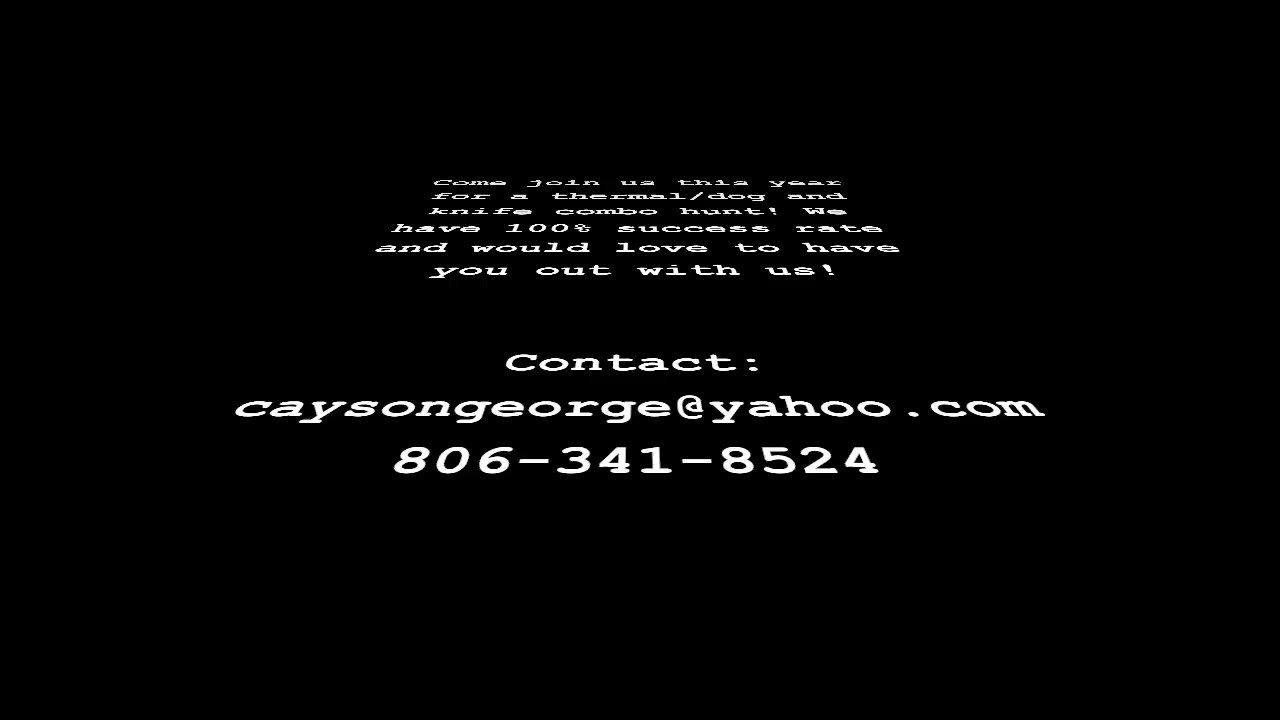 Come join us this year
for a thermal/dog and
knife combo hunt! We
have 100% success rate
and would love to have
you out with us!
Contact:
caysongeorge@yahoo.com
806-341-8524